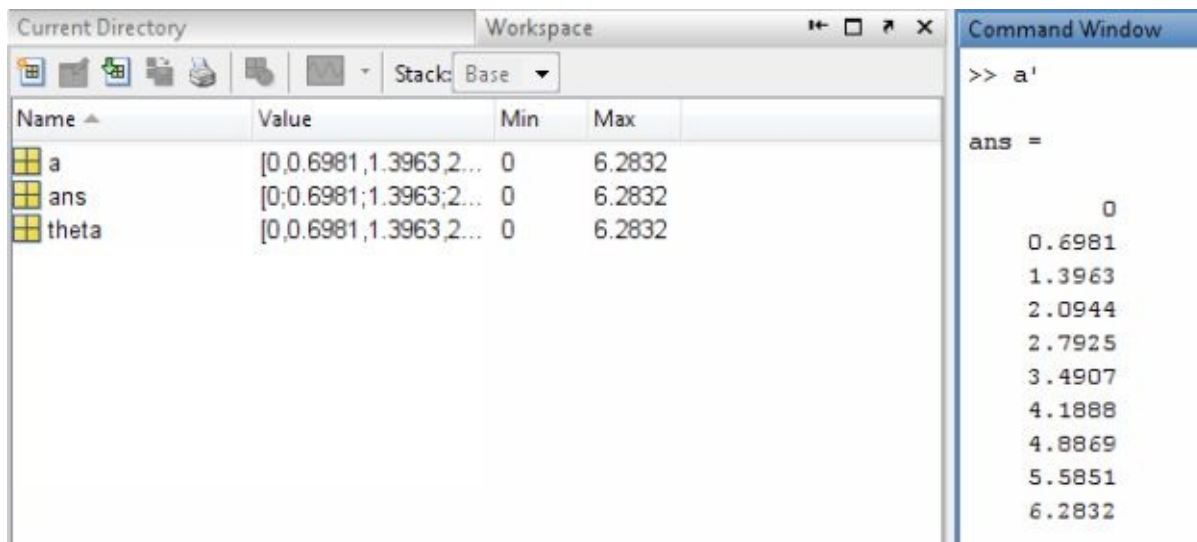 Current Directory
Workspace
Stack: Base
Name Value Min Max
a [0,0.6981,1.3963,2... 0 6.2832
ans [0;0.6981;1.3963;2... 0 6.2832
theta [0,0.6981,1.3963,2... 0 6.2832
Command Window
>> a'
ans =
0
0.6981
1.3963
2.0944
2.7925
3.4907
4.1888
4.8869
5.5851
6.2832